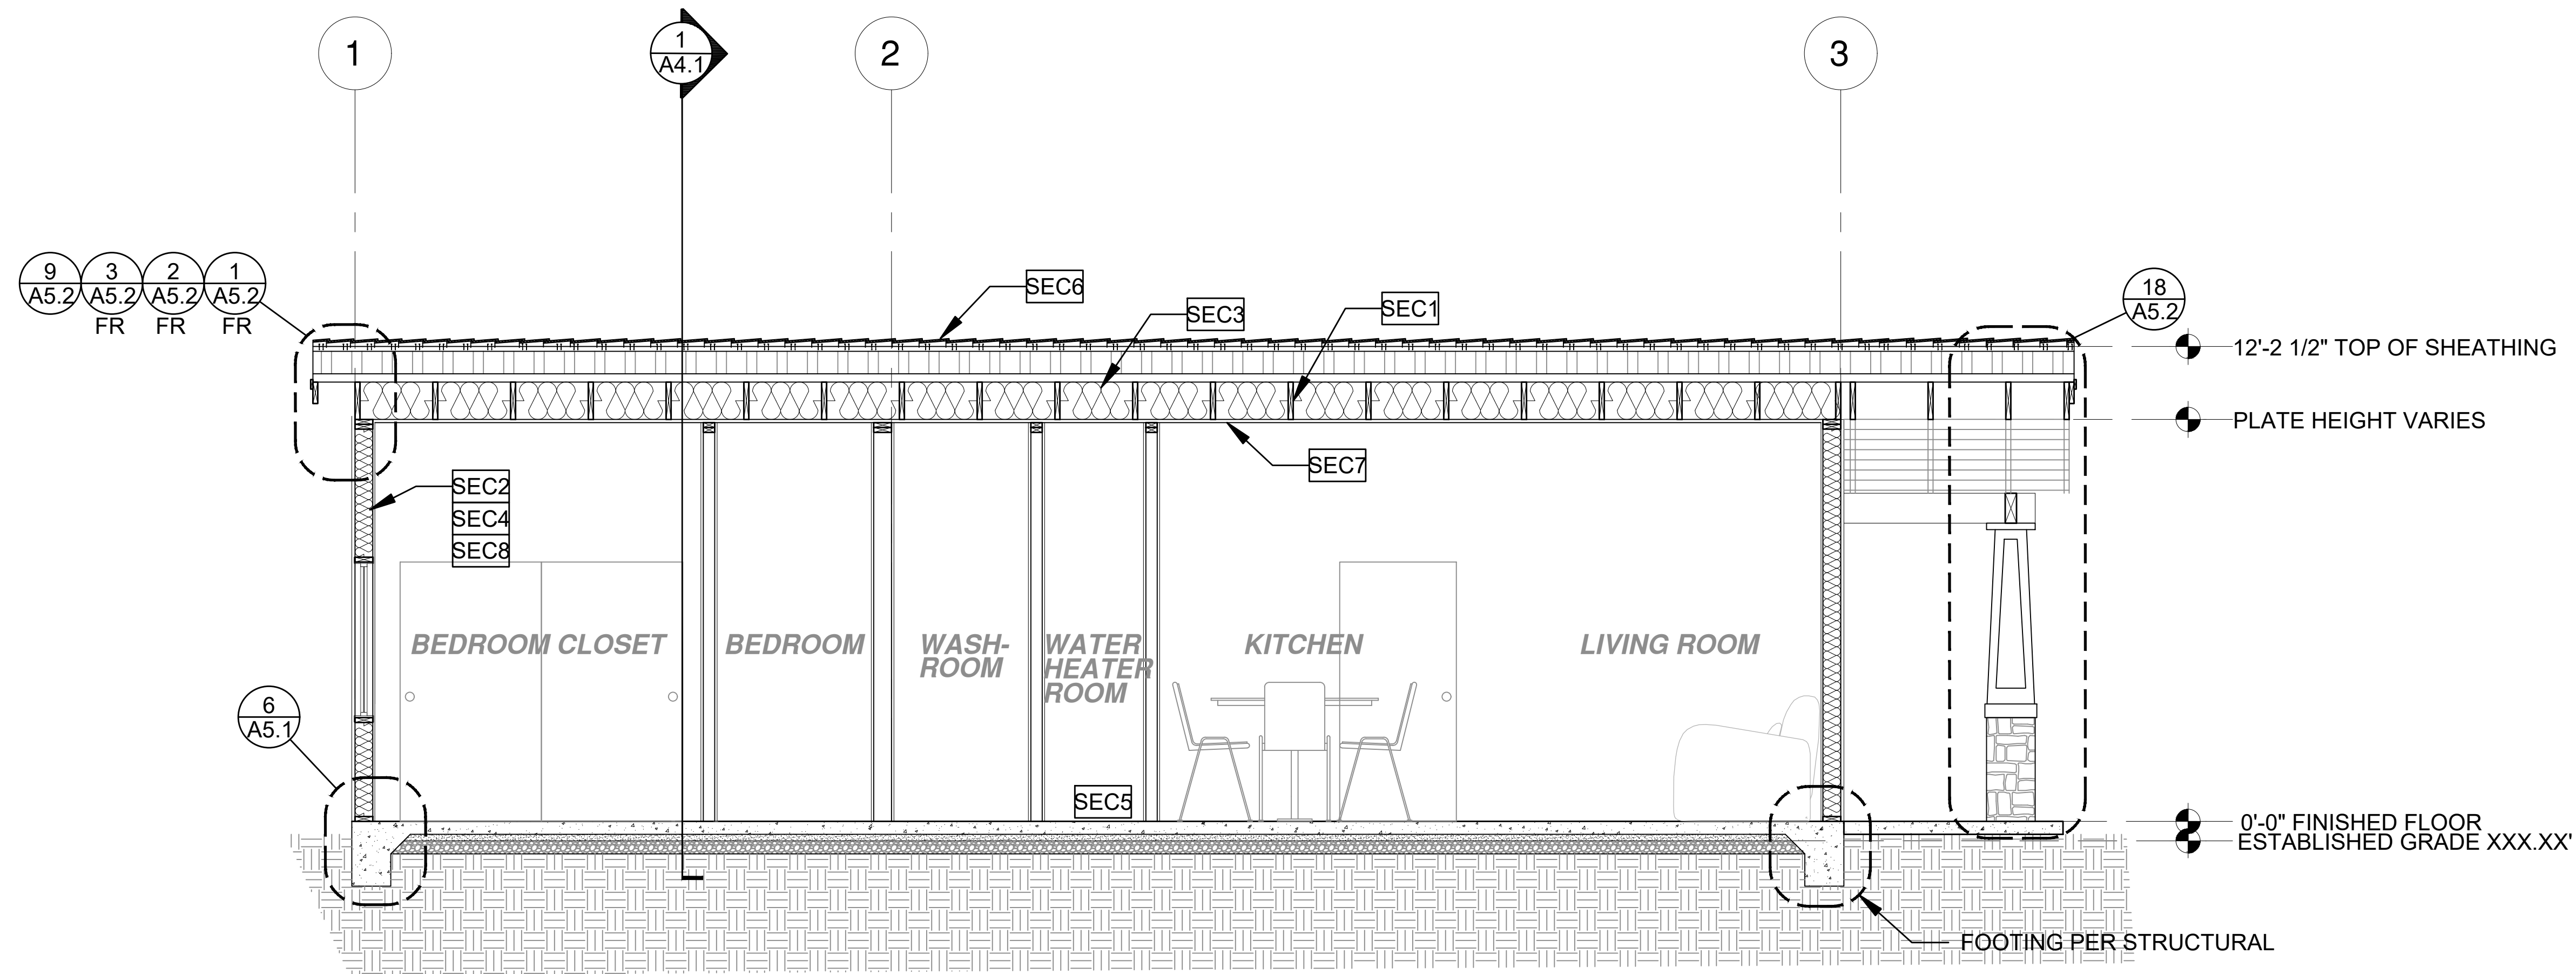 1
1
A4.1
2
3
9
A5.2
3
A5.2
FR
2
A5.2
FR
1
A5.2
FR
SEC6
SEC3
SEC1
18
A5.2
12'-2 1/2" TOP OF SHEATHING
PLATE HEIGHT VARIES
SEC7
SEC2
SEC4
SEC8
BEDROOM CLOSET
BEDROOM
WASH-
ROOM
WATER
HEATER
ROOM
KITCHEN
LIVING ROOM
6
A5.1
SEC5
0'-0" FINISHED FLOOR
ESTABLISHED GRADE XXX.XX'
FOOTING PER STRUCTURAL